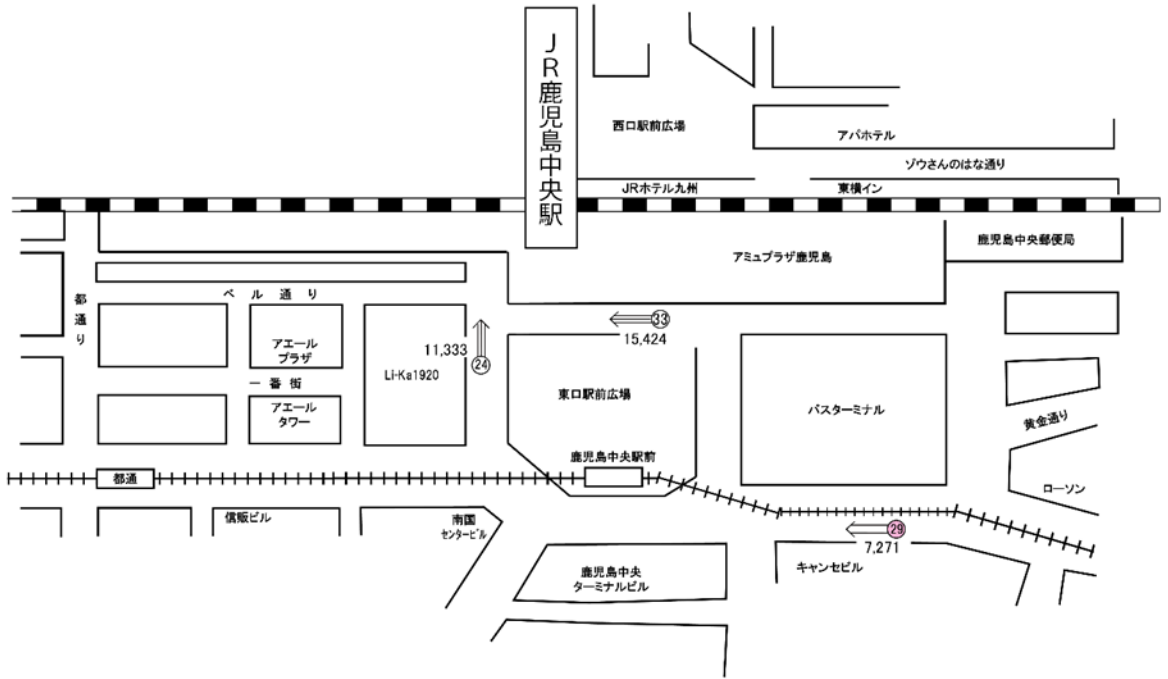 JR鹿児島中央駅
西口駅前広場
アパホテル
ゾウさんのはな通り
JRホテル九州
東横イン
アミュプラザ鹿児島
鹿児島中央郵便局
都通り
ベル通り
アエール
プラザ
一番街
アエール
タワー
Li-Ka1920
11,333
24
33
15,424
東口駅前広場
バスターミナル
黄金通り
ローソン
鹿児島中央駅前
都通
信販ビル
南国
センタービル
鹿児島中央
ターミナルビル
29
7,271
キャンセビル